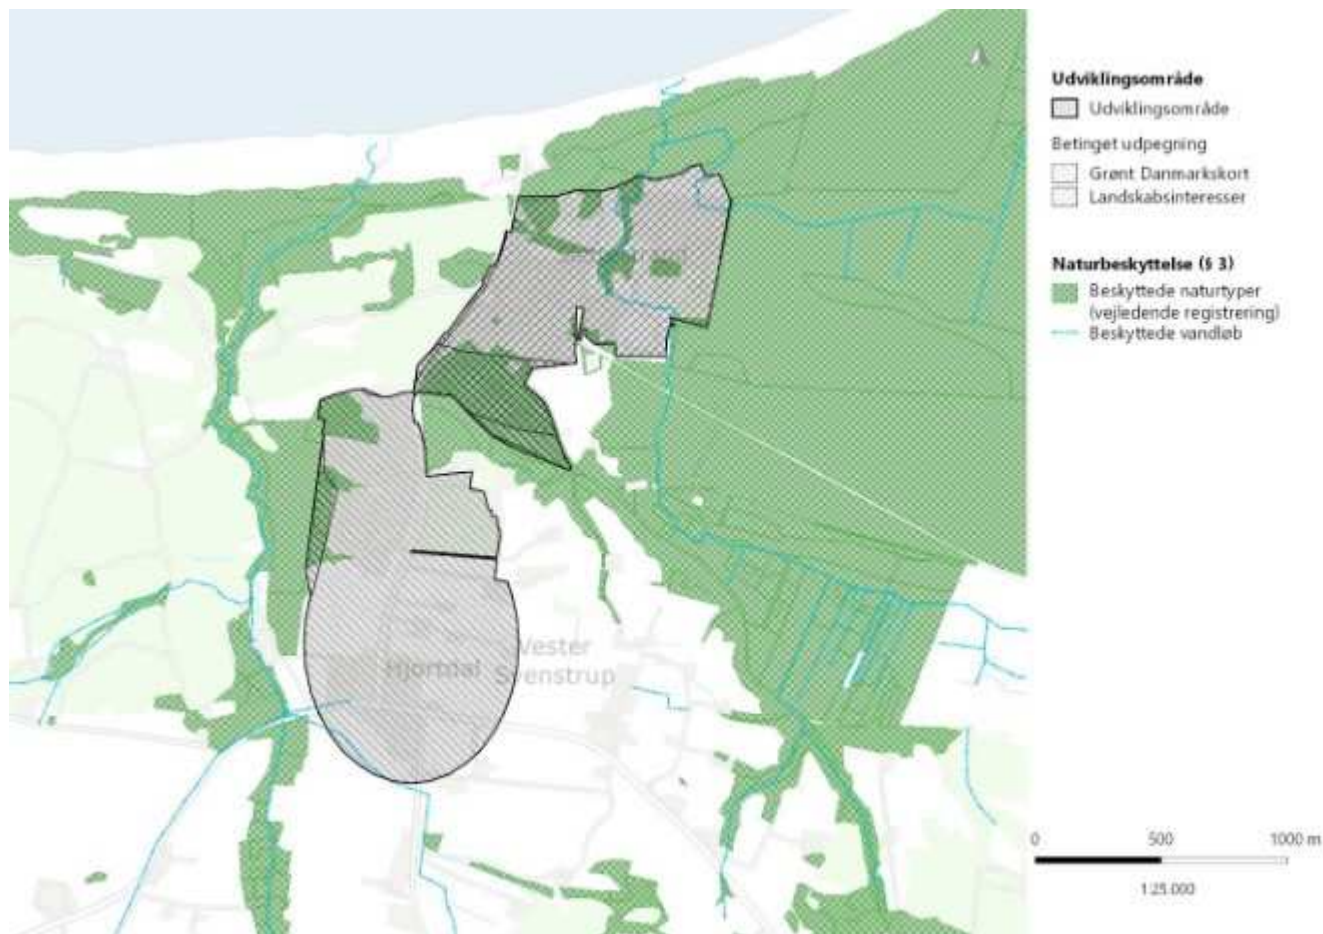 Udviklingsområde
Udviklingsområde
Betinget udpegning
Grønt Danmarkskort
Landskabsinteresser
Naturbeskyttelse (§ 3)
Beskyttede naturtyper
(vejledende registrering)
Beskyttede vandløb
Hjortdal
Vester
Svenstrup
0 500 1000 m
1:25.000